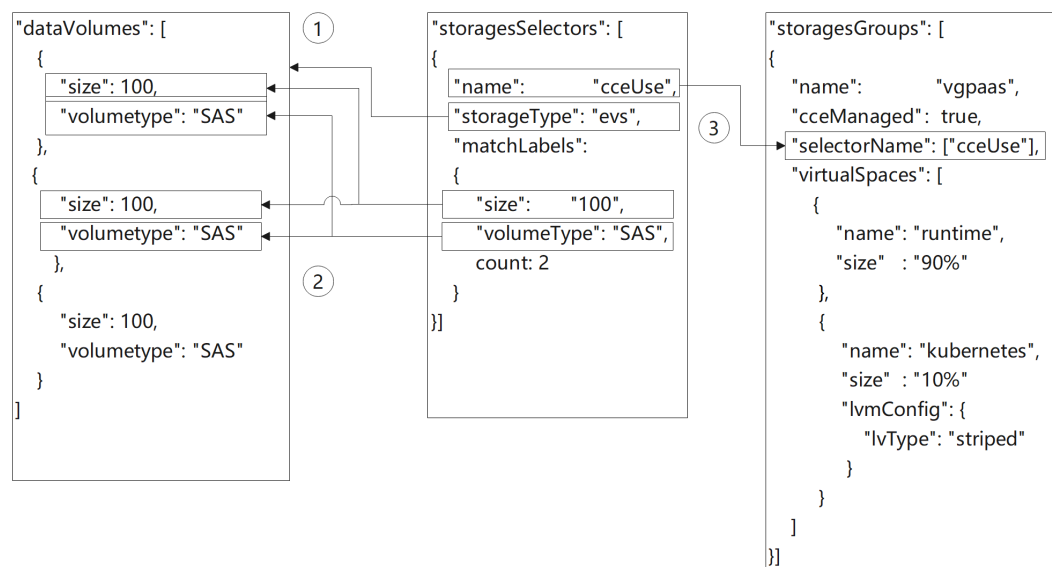 "dataVolumes": [
{
"size": 100,
"volumetype": "SAS"
},
{
"size": 100,
"volumetype": "SAS"
},
{
"size": 100,
"volumetype": "SAS"
}
]
1
2
"storagesSelectors": [
{
"name": "cceUse",
"storageType": "evs",
"matchLabels":
{
"size": "100",
"volumeType": "SAS",
count: 2
}
}]
3
"storagesGroups": [
{
"name": "vgpaas",
"cceManaged": true,
"selectorName": ["cceUse"],
"virtualSpaces": [
{
"name": "runtime",
"size" : "90%"
},
{
"name": "kubernetes",
"size" : "10%"
"lvmConfig": {
"lvType": "striped"
}
}
]
}]